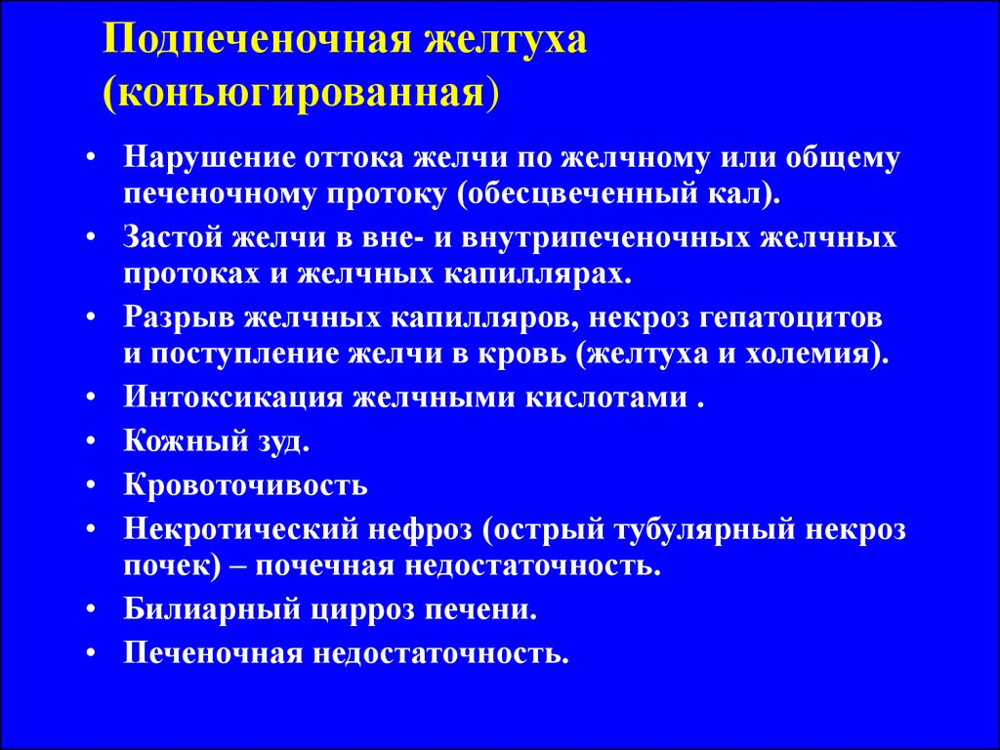 Подпеченочная желтуха
(конъюгированная)
• Нарушение оттока желчи по желчному или общему
печеночному протоку (обесцвеченный кал).
• Застой желчи в вне- и внутрипеченочных желчных
протоках и желчных капиллярах.
• Разрыв желчных капилляров, некроз гепатоцитов
и поступление желчи в кровь (желтуха и холемия).
• Интоксикация желчными кислотами .
• Кожный зуд.
• Кровоточивость
• Некротический нефроз (острый тубулярный некроз
почек) – почечная недостаточность.
• Билиарный цирроз печени.
• Печеночная недостаточность.